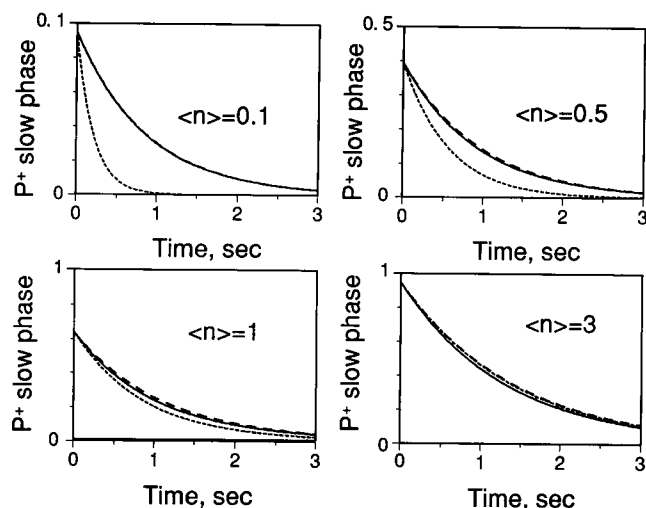 0.1
P⁺ slow phase
<n>=0.1
0
0 1 2 3
Time, sec
0.5
P⁺ slow phase
<n>=0.5
0
0 1 2 3
Time, sec
1
P⁺ slow phase
<n>=1
0
0 1 2 3
Time, sec
1
P⁺ slow phase
<n>=3
0
0 1 2 3
Time, sec